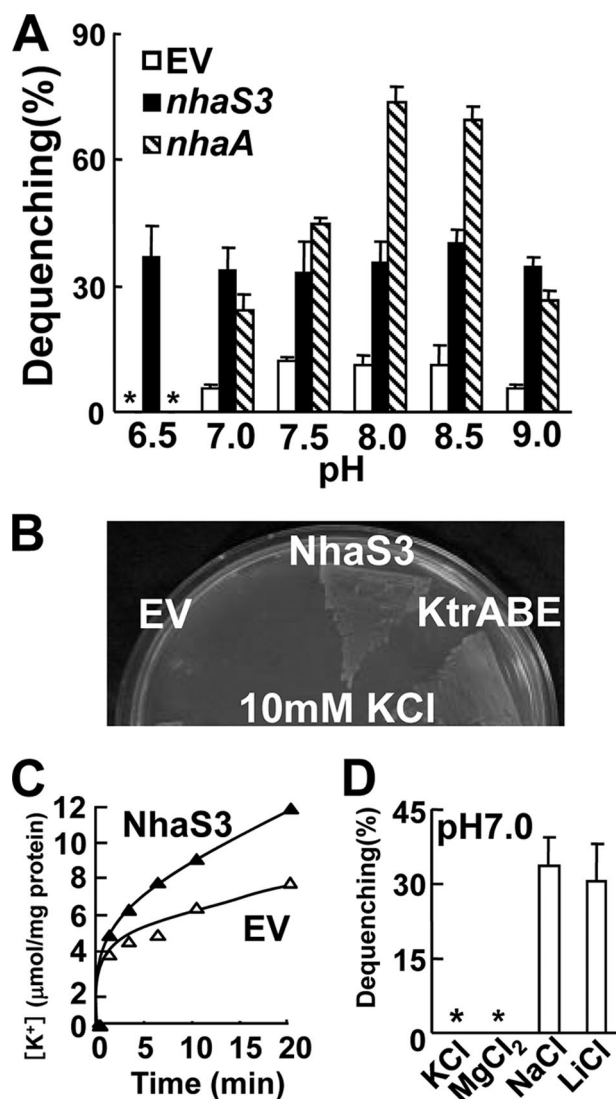 A
90
60
30
0
Dequenching(%)
EV
nhaS3
nhaA
*
*
6.5 7.0 7.5 8.0 8.5 9.0
pH
B
NhaS3
EV
KtrABE
10mM KCl
C
12
10
8
6
4
2
0
[K⁺] (μmol/mg protein)
NhaS3
EV
0 5 10 15 20
Time (min)
D
45
30
15
0
Dequenching(%)
pH7.0
* *
KCl MgCl₂ NaCl LiCl